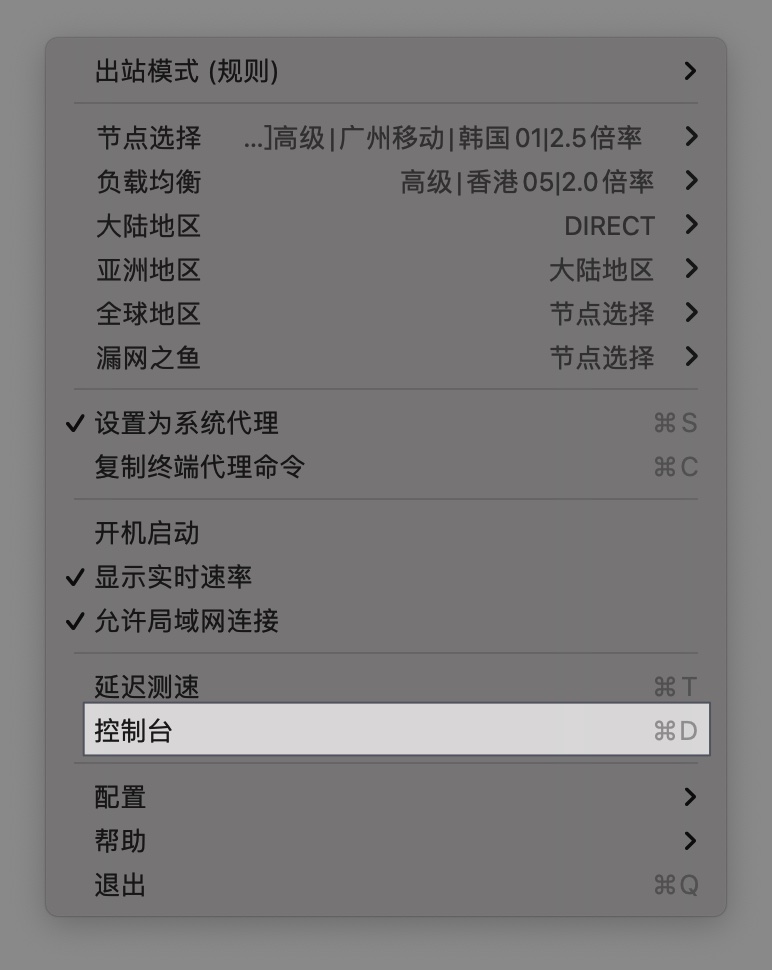 出站模式 (规则)
节点选择 ...]高级|广州移动|韩国01|2.5倍率
负载均衡 高级|香港05|2.0倍率
大陆地区 DIRECT
亚洲地区 大陆地区
全球地区 节点选择
漏网之鱼 节点选择
设置为系统代理 ⌘S
复制终端代理命令 ⌘C
开机启动
显示实时速率
允许局域网连接
延迟测速 ⌘T
控制台 ⌘D
配置
帮助
退出 ⌘Q